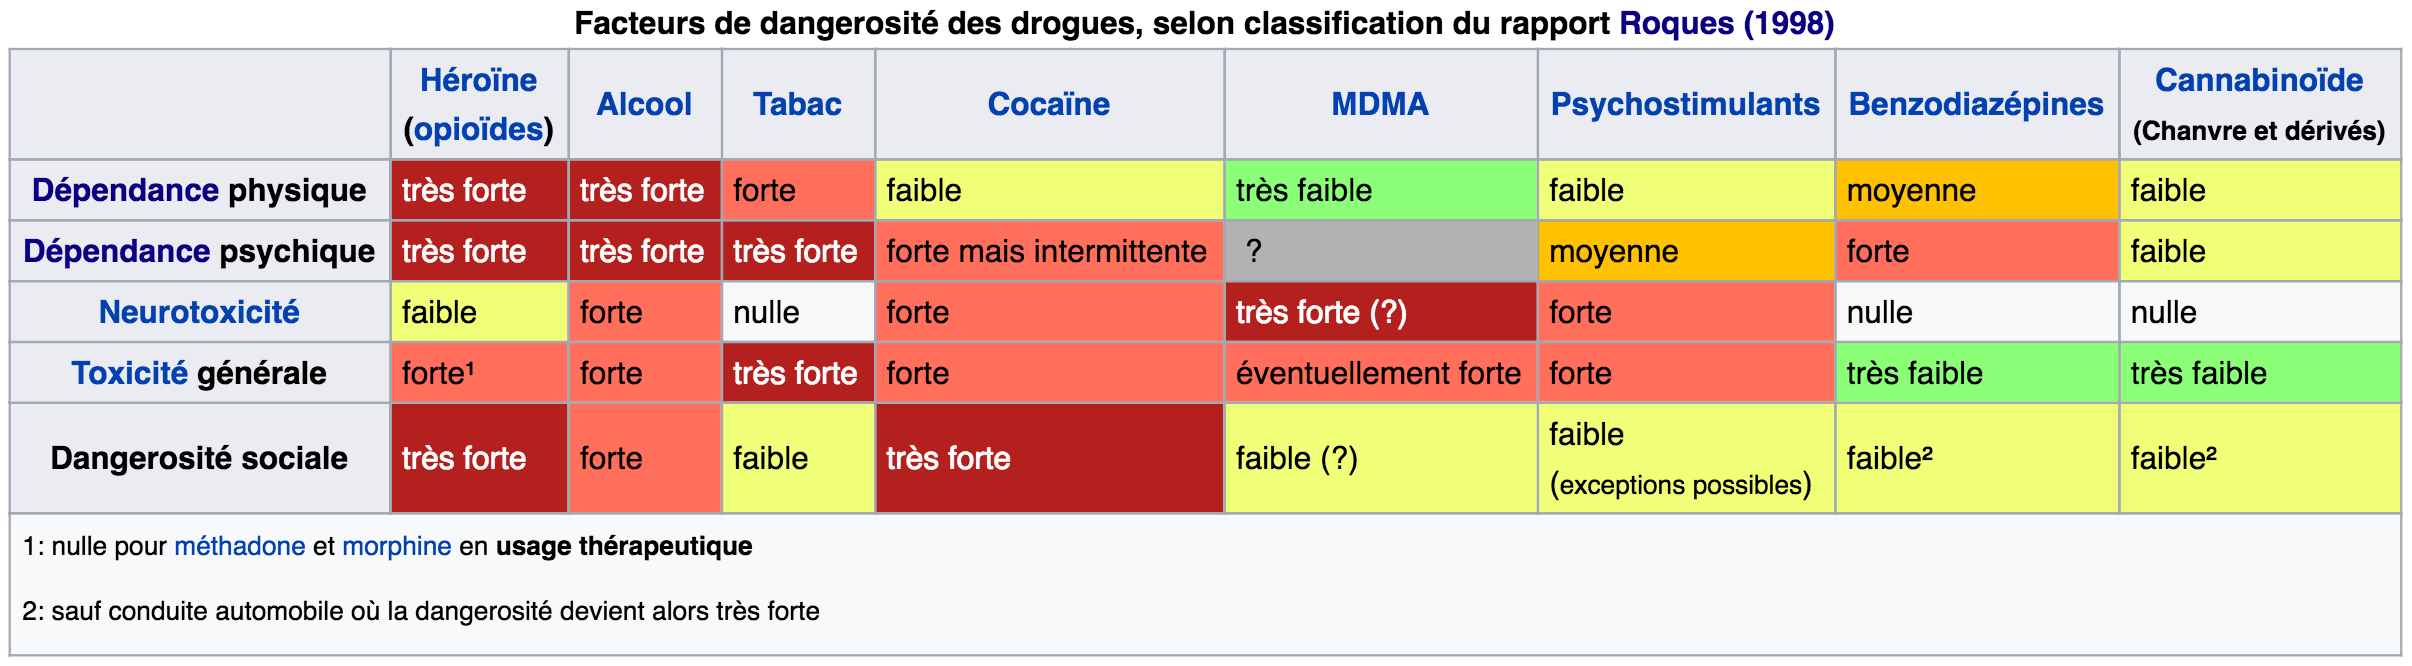 Facteurs de dangerosité des drogues, selon classification du rapport Roques (1998)
Héroïne (opioïdes) Alcool Tabac Cocaïne MDMA Psychostimulants Benzodiazépines Cannabinoïde (Chanvre et dérivés)
Dépendance physique très forte très forte forte faible très faible faible moyenne faible
Dépendance psychique très forte très forte très forte forte mais intermittente ? moyenne forte faible
Neurotoxicité faible forte nulle forte très forte (?) forte nulle nulle
Toxicité générale forte¹ forte très forte forte éventuellement forte forte très faible très faible
Dangerosité sociale très forte forte faible très forte faible (?) faible (exceptions possibles) faible² faible²
1: nulle pour méthadone et morphine en usage thérapeutique
2: sauf conduite automobile où la dangerosité devient alors très forte